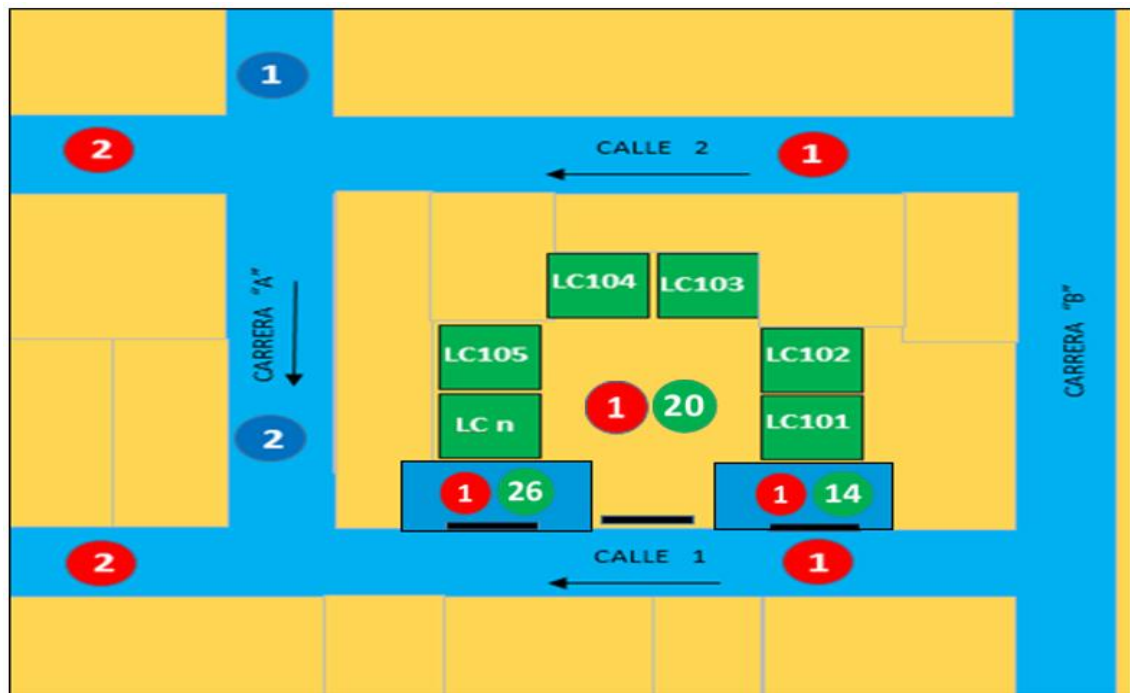 1
2
CALLE 2
1
LC104
LC103
CARRERA "A"
LC105
LC102
CARRERA "B"
1
20
2
LC n
LC101
1
26
1
14
2
CALLE 1
1